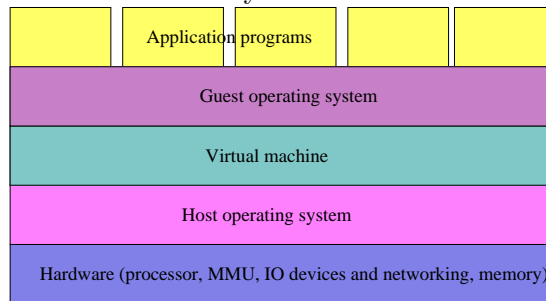 Application programs
Guest operating system
Virtual machine
Host operating system
Hardware (processor, MMU, IO devices and networking, memory)